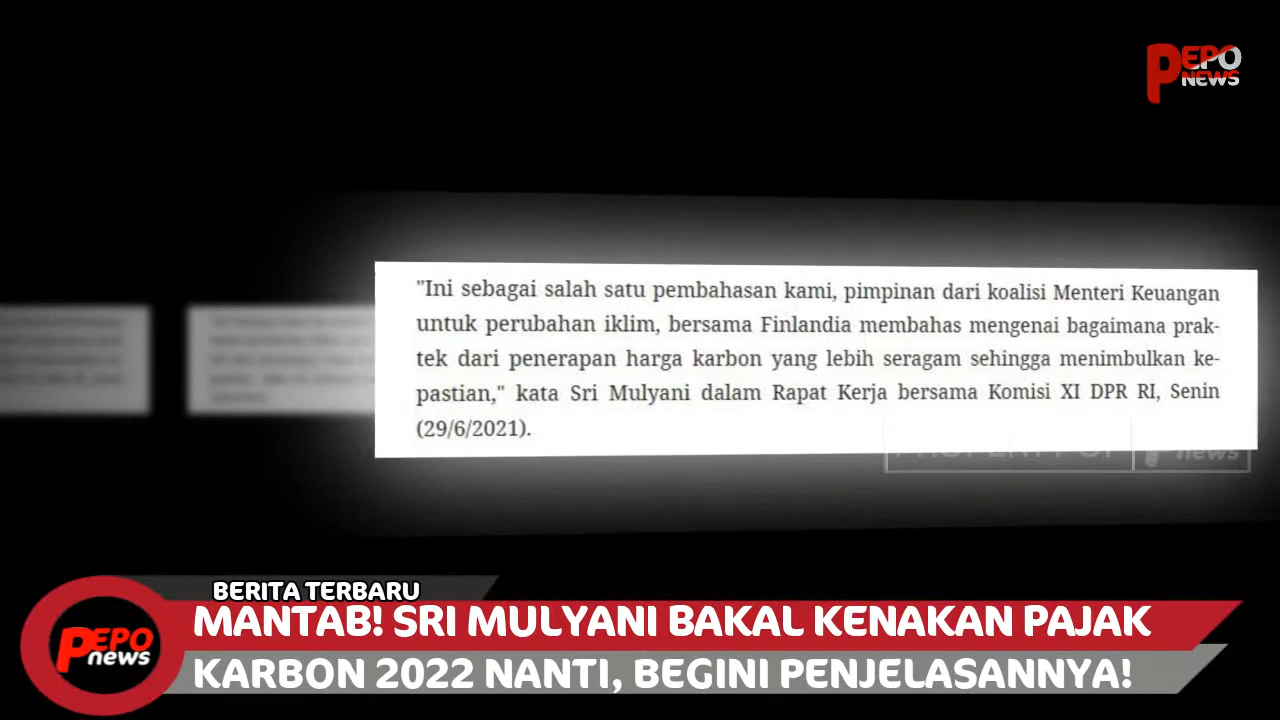 PEPO
NEWS
"Ini sebagai salah satu pembahasan kami, pimpinan dari koalisi Menteri Keuangan
untuk perubahan iklim, bersama Finlandia membahas mengenai bagaimana prak-
tek dari penerapan harga karbon yang lebih seragam sehingga menimbulkan ke-
pastian," kata Sri Mulyani dalam Rapat Kerja bersama Komisi XI DPR RI, Senin
(29/6/2021).
news
BERITA TERBARU
MANTAB! SRI MULYANI BAKAL KENAKAN PAJAK
KARBON 2022 NANTI, BEGINI PENJELASANNYA!
PEPO
news